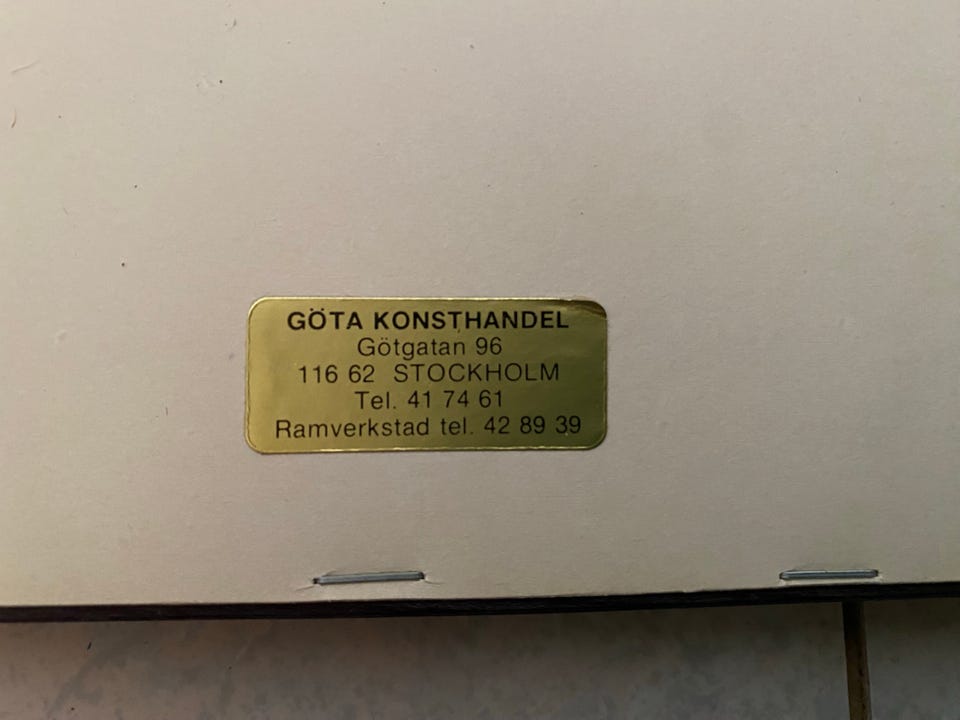 GÖTA KONSTHANDEL
Götgatan 96
116 62 STOCKHOLM
Tel. 41 74 61
Ramverkstad tel. 42 89 39